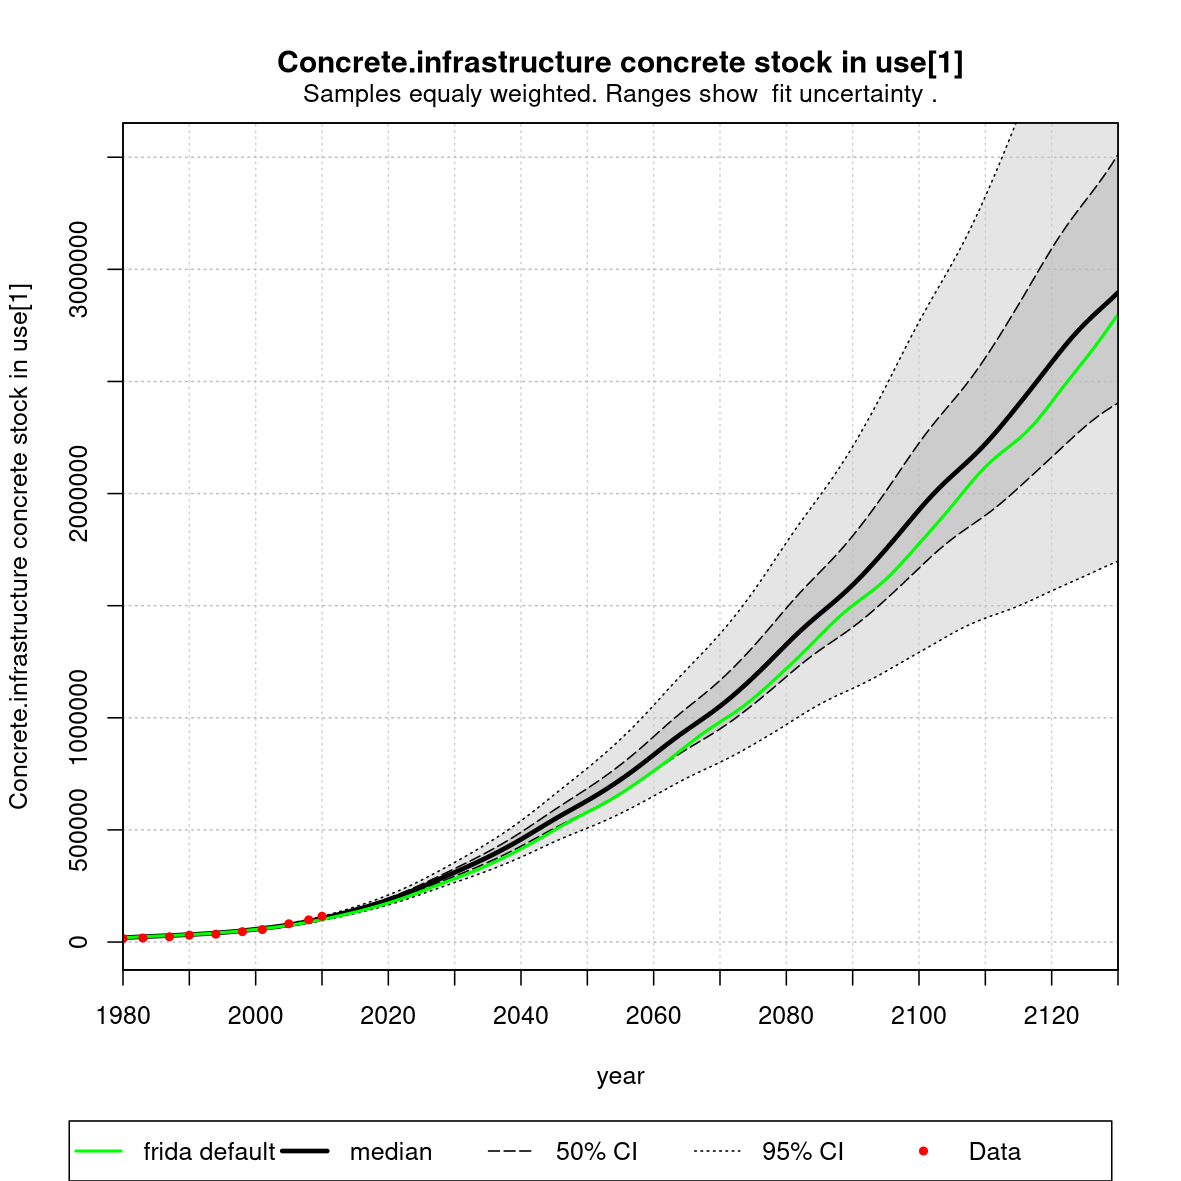 Concrete.infrastructure concrete stock in use[1]
Samples equaly weighted. Ranges show  fit uncertainty .
Concrete.infrastructure concrete stock in use[1]
3000000
2000000
1000000
500000
0
1980 2000 2020 2040 2060 2080 2100 2120
year
frida default median 50% CI 95% CI Data